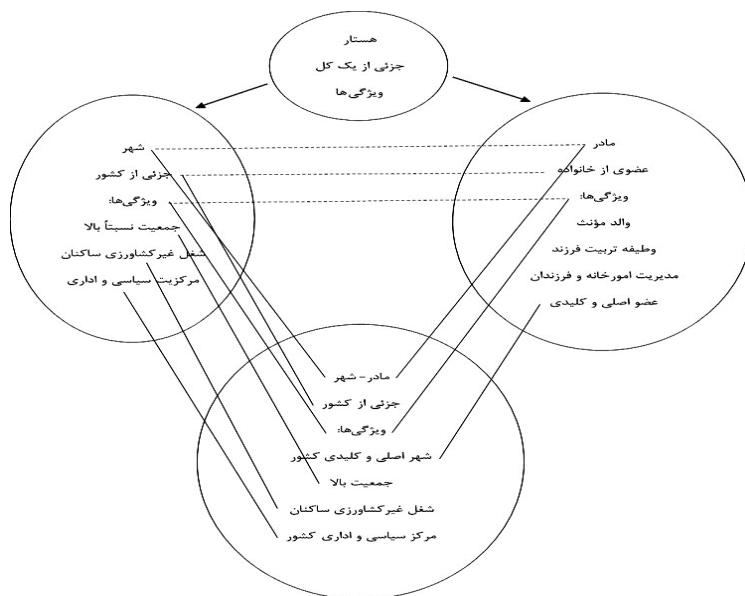 هستار
جزئی از یک کل
ویژگی‌ها
مادر
عضوی از خانواده
ویژگی‌ها:
والد مؤنث
وظیفه تربیت فرزند
مدیریت امورخانه و فرزندان
عضو اصلی و کلیدی
شهر
جزئی از کشور
ویژگی‌ها:
جمعیت نسبتاً بالا
شغل غیرکشاورزی ساکنان
مرکزیت سیاسی و اداری
مادر-شهر
جزئی از کشور
ویژگی‌ها:
شهر اصلی و کلیدی کشور
جمعیت بالا
شغل غیرکشاورزی ساکنان
مرکز سیاسی و اداری کشور